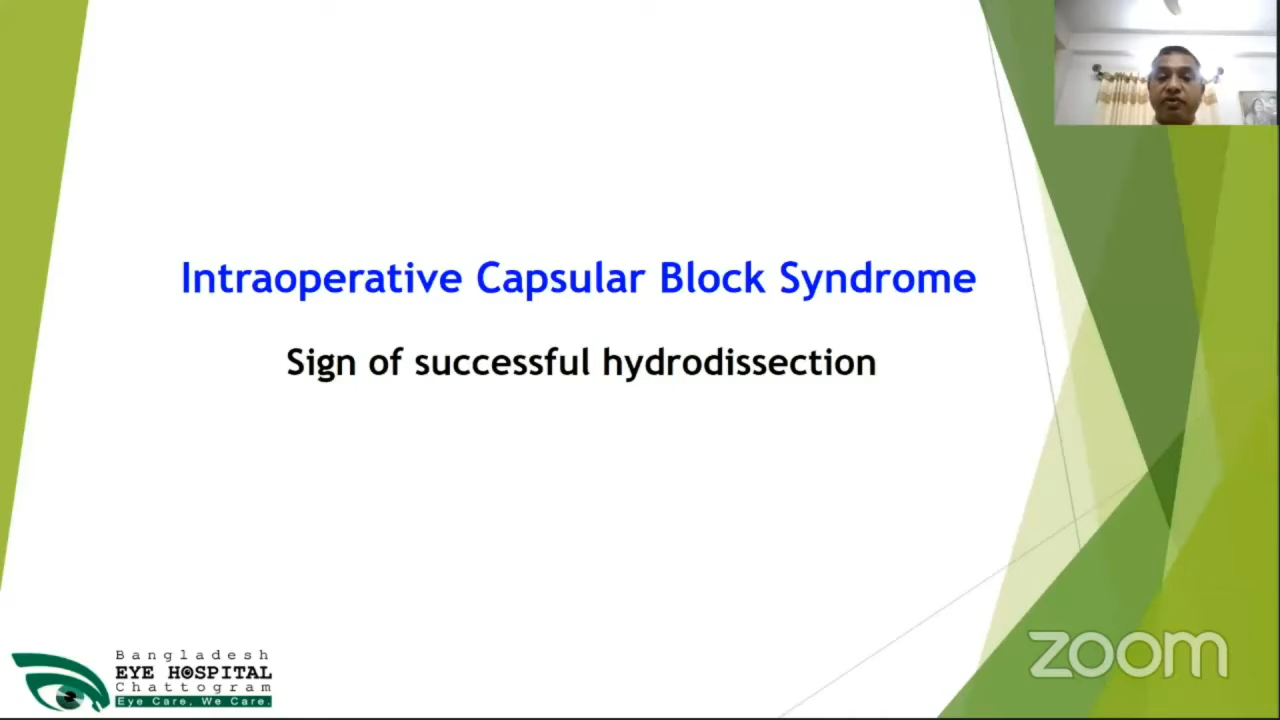 Intraoperative Capsular Block Syndrome
Sign of successful hydrodissection
Bangladesh
EYE HOSPITAL
Chattogram
Eye Care, We Care.
zoom